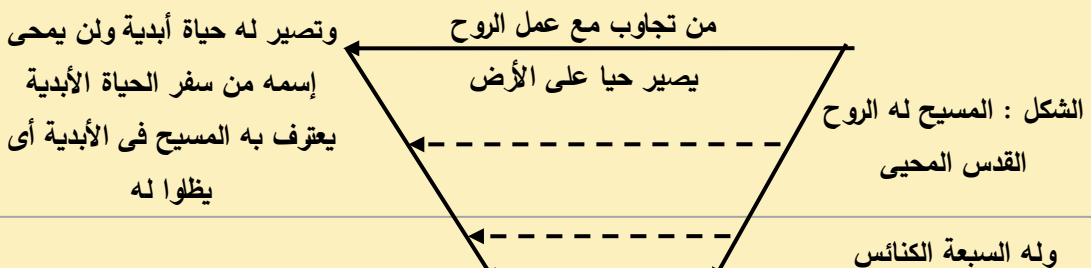 الشكل : المسيح له الروح
القدس المحيى
وله السبعة الكنائس
من تجاوب مع عمل الروح
يصير حيا على الأرض
وتصير له حياة أبدية ولن يمحى
إسمه من سفر الحياة الأبدية
يعترف به المسيح فى الأبدية أى
يظلوا له